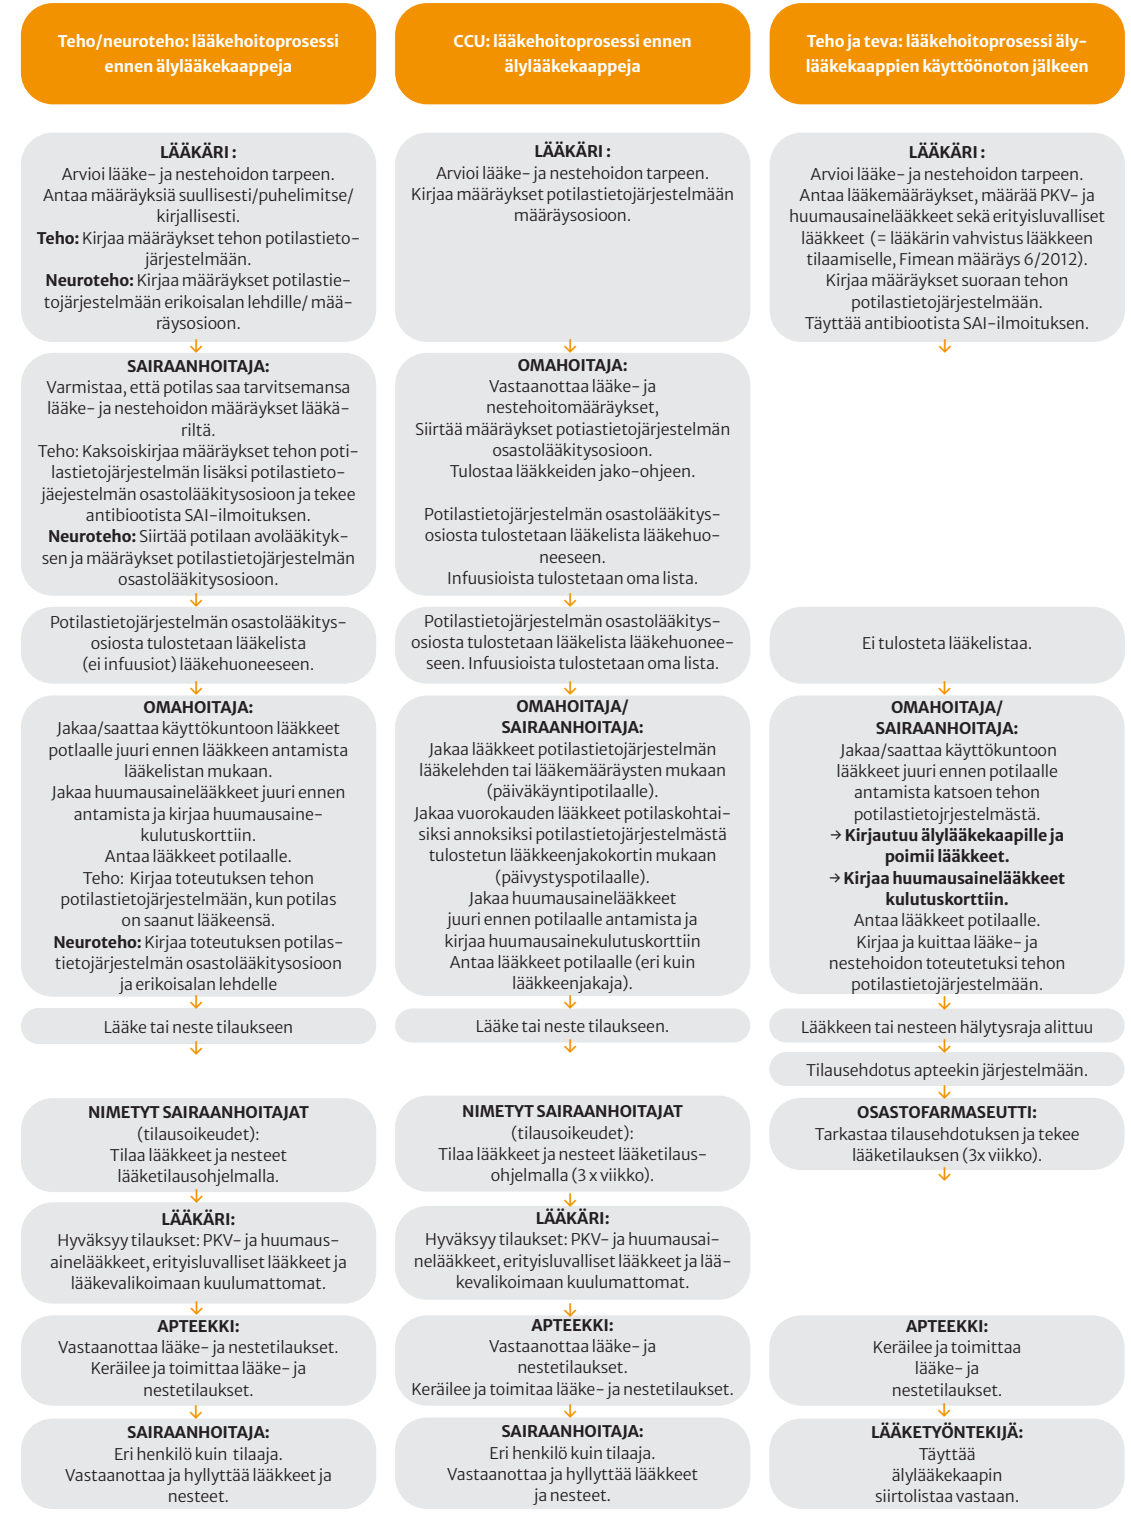 Teho/neuroteho: lääkehoitoprosessi
ennen älylääkekaappeja
LÄÄKÄRI :
Arvioi lääke- ja nestehoidon tarpeen.
Antaa määräyksiä suullisesti/puhelimitse/
kirjallisesti.
Teho: Kirjaa määräykset tehon potilastieto-
järjestelmään.
Neuroteho: Kirjaa määräykset potilastie-
tojärjestelmään erikoisalan lehdille/ mää-
räysosioon.
SAIRAANHOITAJA:
Varmistaa, että potilas saa tarvitsemansa
lääke- ja nestehoidon määräykset lääkä-
riltä.
Teho: Kaksoiskirjaa määräykset tehon poti-
lastietojärjestelmän lisäksi potilastieto-
jäejestelmän osastolääkitysosioon ja tekee
antibiootista SAI-ilmoituksen.
Neuroteho: Siirtää potilaan avolääkityk-
sen ja määräykset potilastietojärjestelmän
osastolääkitysosioon.
Potilastietojärjestelmän osastolääkitys-
osiosta tulostetaan lääkelista
(ei infuusiot) lääkehuoneeseen.
OMAHOITAJA:
Jakaa/saattaa käyttökuntoon lääkkeet
potlaalle juuri ennen lääkkeen antamista
lääkelistan mukaan.
Jakaa huumausainelääkkeet juuri ennen
antamista ja kirjaa huumausaine-
kulutuskorttiin.
Antaa lääkkeet potilaalle.
Teho: Kirjaa toteutuksen tehon
potilastietojärjestelmään, kun potilas
on saanut lääkeensä.
Neuroteho: Kirjaa toteutuksen potilas-
tietojärjestelmän osastolääkitysosioon
ja erikoisalan lehdelle
Lääke tai neste tilaukseen
NIMETYT SAIRAANHOITAJAT
(tilausoikeudet):
Tilaa lääkkeet ja nesteet
lääketilausohjelmalla.
LÄÄKÄRI:
Hyväksyy tilaukset: PKV- ja huumaus-
ainelääkkeet, erityisluvalliset lääkkeet ja
lääkevalikoimaan kuulumattomat.
APTEEKKI:
Vastaanottaa lääke- ja nestetilaukset.
Keräilee ja toimittaa lääke- ja
nestetilaukset.
SAIRAANHOITAJA:
Eri henkilö kuin tilaaja.
Vastaanottaa ja hyllyttää lääkkeet ja
nesteet.
CCU: lääkehoitoprosessi ennen
älylääkekaappeja
LÄÄKÄRI :
Arvioi lääke- ja nestehoidon tarpeen.
Kirjaa määräykset potilastietojärjestelmään
määräysosioon.
OMAHOITAJA:
Vastaanottaa lääke- ja
nestehoitomääräykset,
Siirtää määräykset potiastietojärjestelmän
osastolääkitysosioon.
Tulostaa lääkkeiden jako-ohjeen.
Potilastietojärjestelmän osastolääkitys-
osiosta tulostetaan lääkelista lääkehuo-
neeseen.
Infuusioista tulostetaan oma lista.
Potilastietojärjestelmän osastolääkitys-
osiosta tulostetaan lääkelista lääkehuonee-
seen. Infuusioista tulostetaan oma lista.
OMAHOITAJA/
SAIRAANHOITAJA:
Jakaa lääkkeet potilastietojärjestelmän
lääkelehden tai lääkemääräysten mukaan
(päiväkäyntipotilaalle).
Jakaa vuorokauden lääkkeet potilaskohtai-
siksi annoksiksi potilastietojärjestelmästä
tulostetun lääkkeenjakokortin mukaan
(päivystyspotilaalle).
Jakaa huumausainelääkkeet
juuri ennen potilaalle antamista ja
kirjaa huumausainekulutuskorttiin
Antaa lääkkeet potilaalle (eri kuin
lääkkeenjakaja).
Lääke tai neste tilaukseen.
NIMETYT SAIRAANHOITAJAT
(tilausoikeudet):
Tilaa lääkkeet ja nesteet lääketilaus-
ohjelmalla (3 x viikko).
LÄÄKÄRI:
Hyväksyy tilaukset: PKV- ja huumausai-
nelääkkeet, erityisluvalliset lääkkeet ja lää-
kevalikoimaan kuulumattomat.
APTEEKKI:
Vastaanottaa lääke- ja
nestetilaukset.
Keräilee ja toimitaa lääke- ja nestetilaukset.
SAIRAANHOITAJA:
Eri henkilö kuin tilaaja.
Vastaanottaa ja hyllyttää lääkkeet
ja nesteet.
Teho ja teva: lääkehoitoprosessi äly-
lääkekaappien käyttöönoton jälkeen
LÄÄKÄRI :
Arvioi lääke- ja nestehoidon tarpeen.
Antaa lääkemääräykset, määrää PKV- ja
huumausainelääkkeet sekä erityisluvalliset
lääkkeet (= lääkärin vahvistus lääkkeen
tilaamiselle, Fimean määräys 6/2012).
Kirjaa määräykset suoraan tehon
potilastietojärjestelmään.
Täyttää antibiootista SAI-ilmoituksen.
Ei tulosteta lääkelistaa.
OMAHOITAJA/
SAIRAANHOITAJA:
Jakaa/saattaa käyttökuntoon
lääkkeet juuri ennen potilaalle
antamista katsoen tehon
potilastietojrjestelmästä.
→ Kirjautuu älylääkekaapille ja
poimii lääkkeet.
→ Kirjaa huumausainelääkkeet
kulutuskorttiin.
Antaa lääkkeet potilaalle.
Kirjaa ja kuittaa lääke- ja
nestehoidon toteutetuksi tehon
potilastietojärjestelmään.
Lääkkeen tai nesteen hälytysraja alittuu
Tilausehdotus apteekin järjestelmään.
OSASTOFARMASEUTTI:
Tarkastaa tilausehdotuksen ja tekee
lääketilauksen (3x viikko).
APTEEKKI:
Keräilee ja toimittaa
lääke- ja
nestetilaukset.
LÄÄKETYÖNTEKIJÄ:
Täyttää
älylääkekaapin
siirtolistaa vastaan.